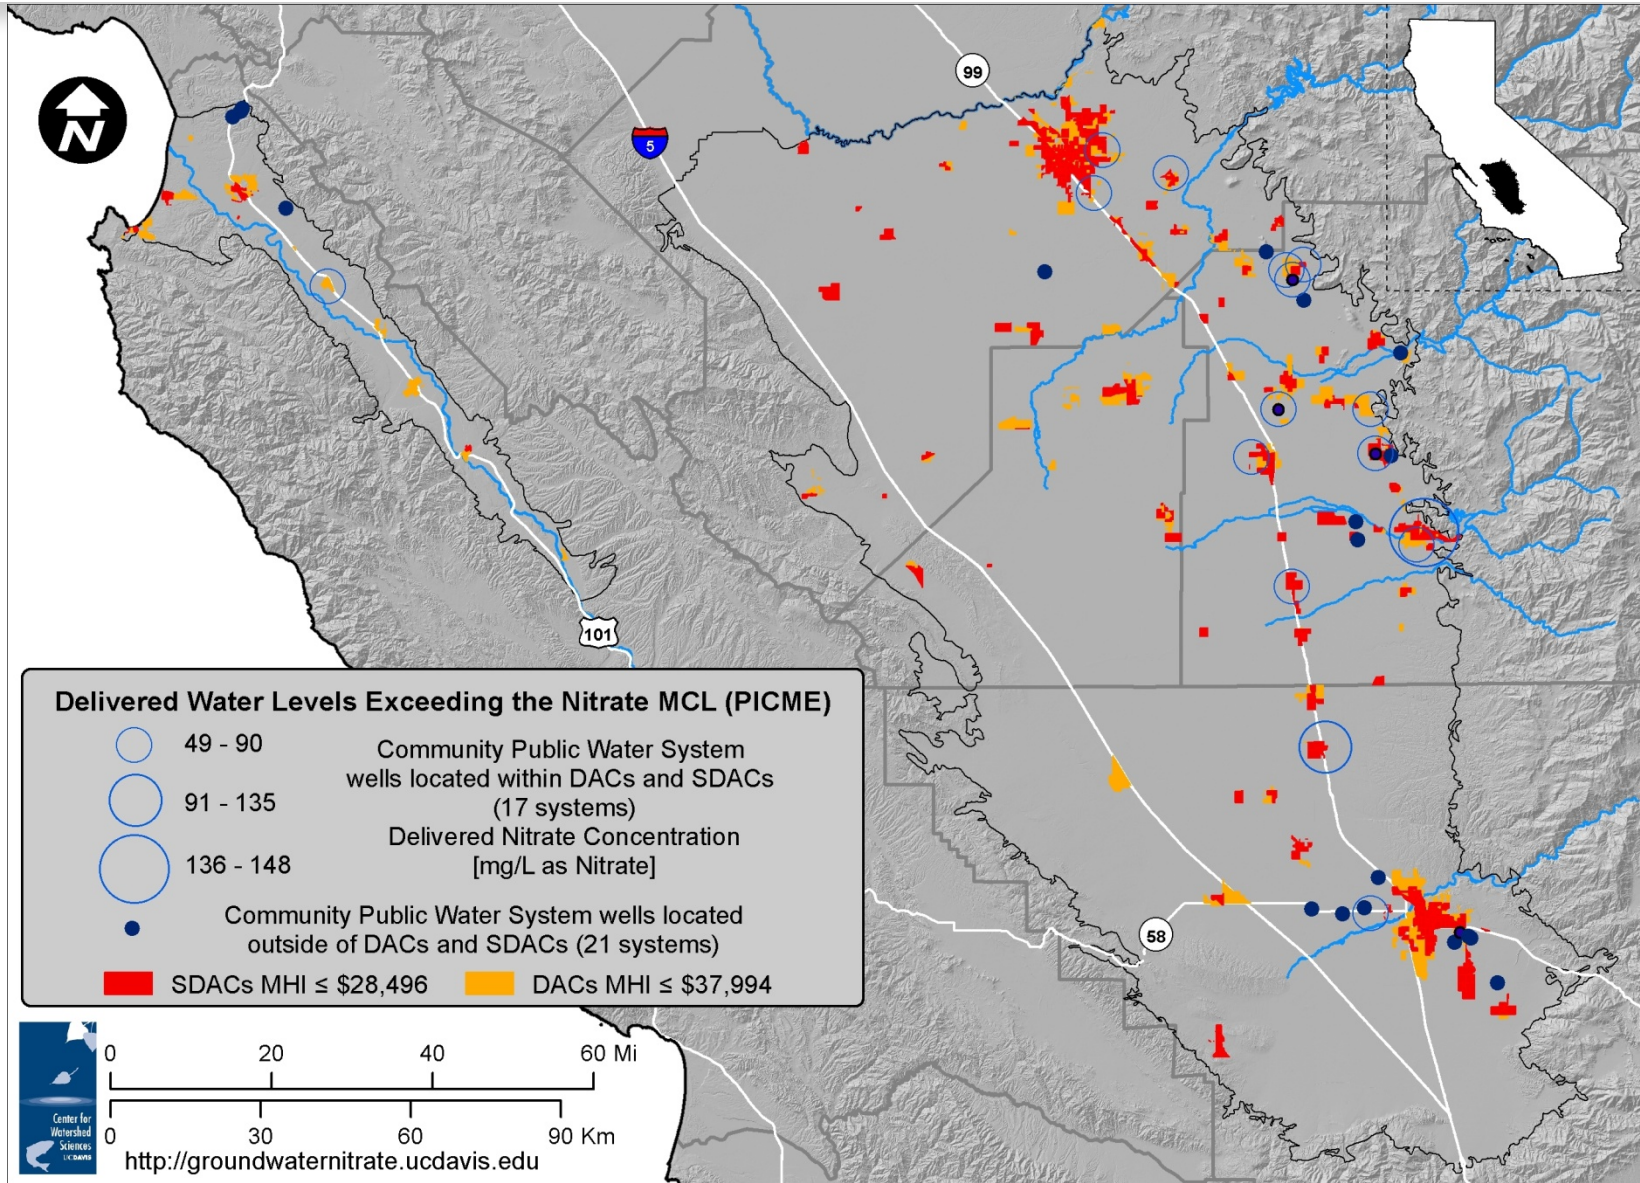 99
5
N
101
Delivered Water Levels Exceeding the Nitrate MCL (PICME)
49 - 90
91 - 135
136 - 148
Community Public Water System
wells located within DACs and SDACs
(17 systems)
Delivered Nitrate Concentration
[mg/L as Nitrate]
Community Public Water System wells located
outside of DACs and SDACs (21 systems)
SDACs MHI ≤ $28,496
DACs MHI ≤ $37,994
58
0 20 40 60 Mi
0 30 60 90 Km
Center for
Watershed
Sciences
UCDAVIS
http://groundwaternitrate.ucdavis.edu